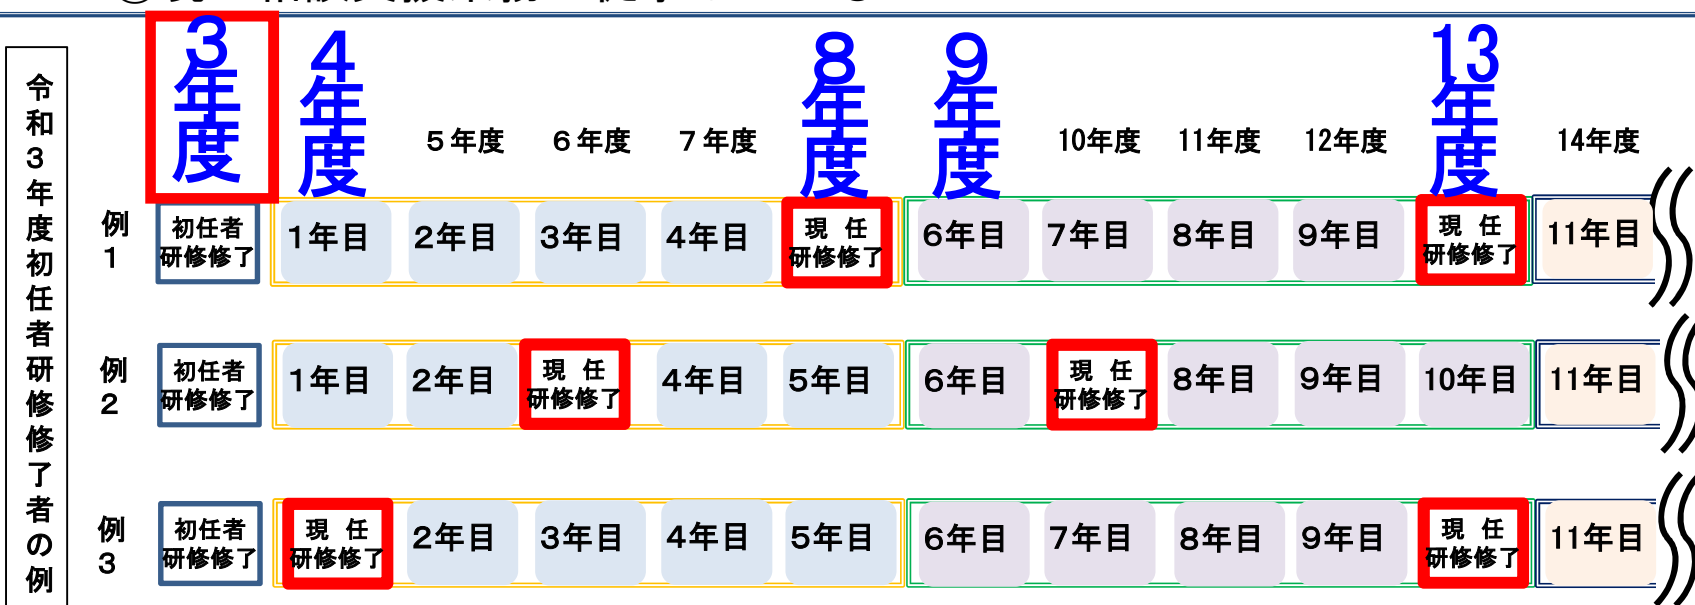 3年度 4年度 5年度 6年度 7年度 8年度 9年度 10年度 11年度 12年度 13年度 14年度
令和3年度初任者研修修了者の例
例1 初任者研修修了 1年目 2年目 3年目 4年目 現任研修修了 6年目 7年目 8年目 9年目 現任研修修了 11年目
例2 初任者研修修了 1年目 2年目 現任研修修了 4年目 5年目 6年目 現任研修修了 8年目 9年目 10年目 11年目
例3 初任者研修修了 現任研修修了 2年目 3年目 4年目 5年目 6年目 7年目 8年目 9年目 現任研修修了 11年目